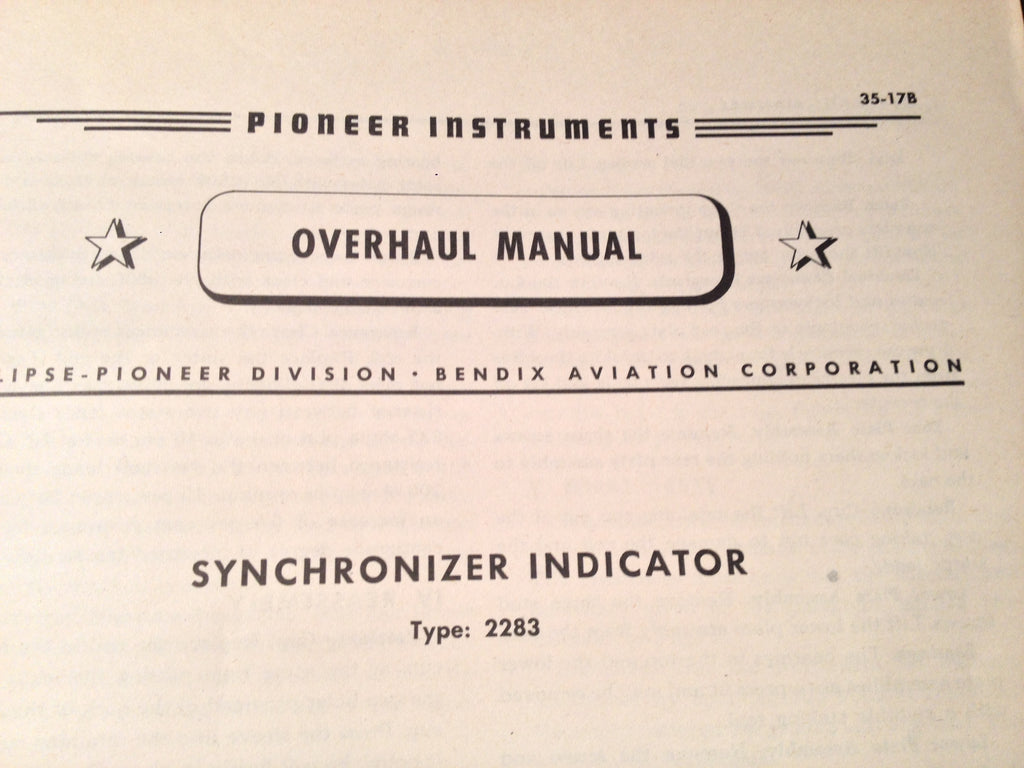 35-17B
PIONEER INSTRUMENTS
OVERHAUL MANUAL
LIPSE-PIONEER DIVISION · BENDIX AVIATION CORPORATION
SYNCHRONIZER INDICATOR
Type: 2283